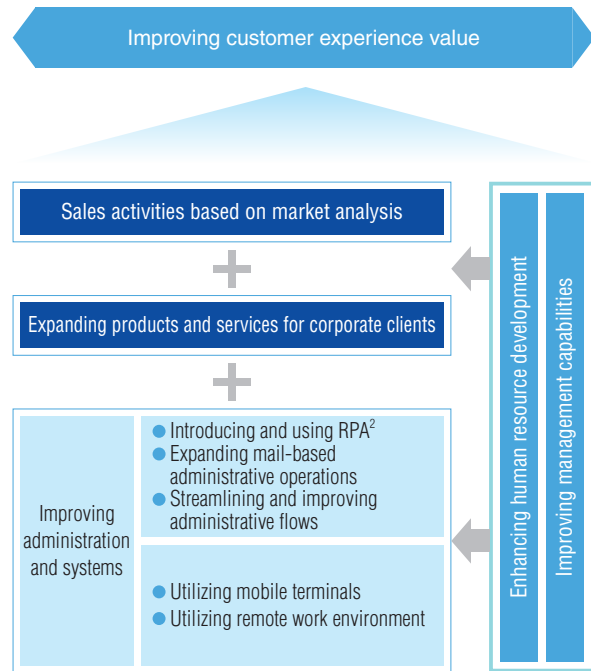 Improving customer experience value
Sales activities based on market analysis
Expanding products and services for corporate clients
Improving
administration
and systems
● Introducing and using RPA²
● Expanding mail-based
administrative operations
● Streamlining and improving
administrative flows
● Utilizing mobile terminals
● Utilizing remote work environment
Enhancing human resource development
Improving management capabilities